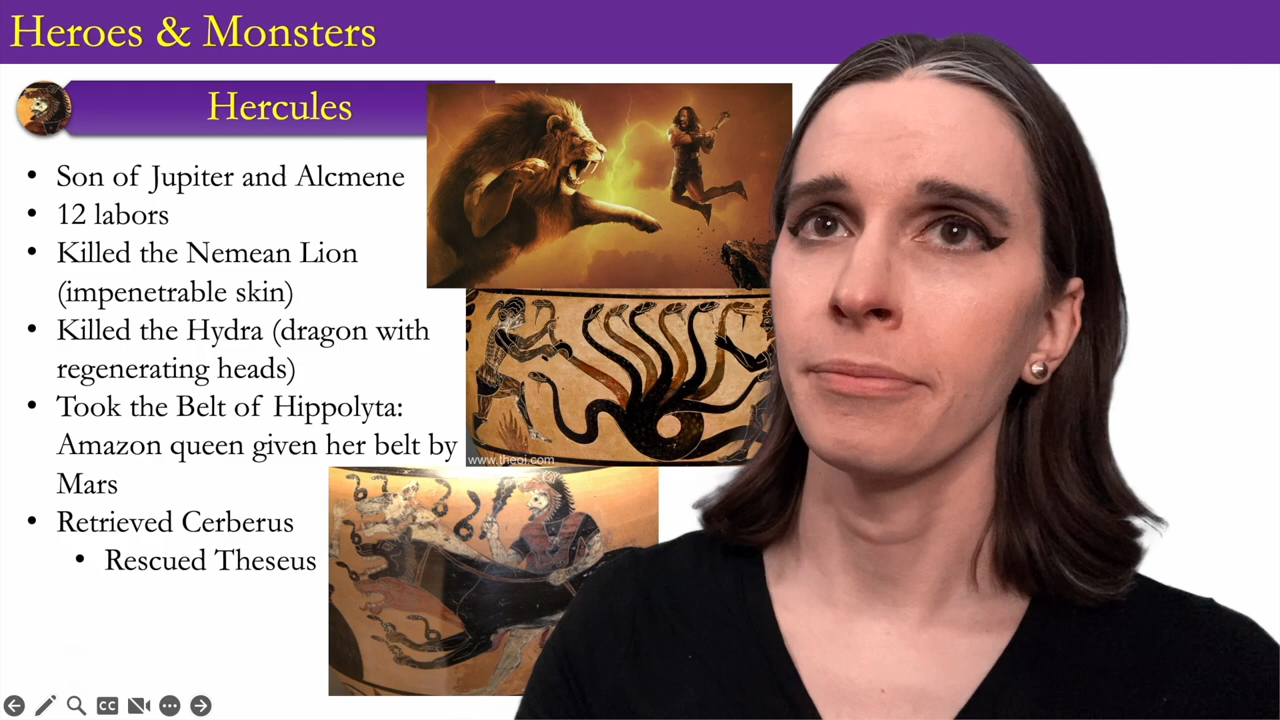 Heroes & Monsters
Hercules
• Son of Jupiter and Alcmene
• 12 labors
• Killed the Nemean Lion
(impenetrable skin)
• Killed the Hydra (dragon with
regenerating heads)
• Took the Belt of Hippolyta:
Amazon queen given her belt by
Mars
• Retrieved Cerberus
• Rescued Theseus
www.theoi.com
CC